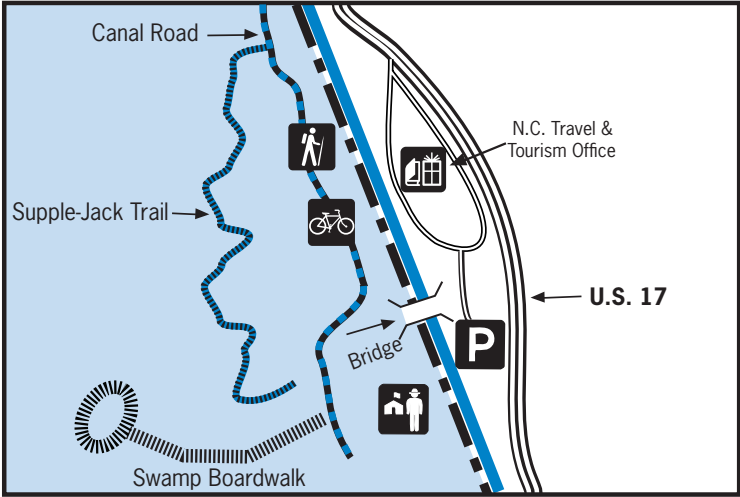 Canal Road
N.C. Travel &
Tourism Office
Supple-Jack Trail
U.S. 17
Bridge
P
Swamp Boardwalk